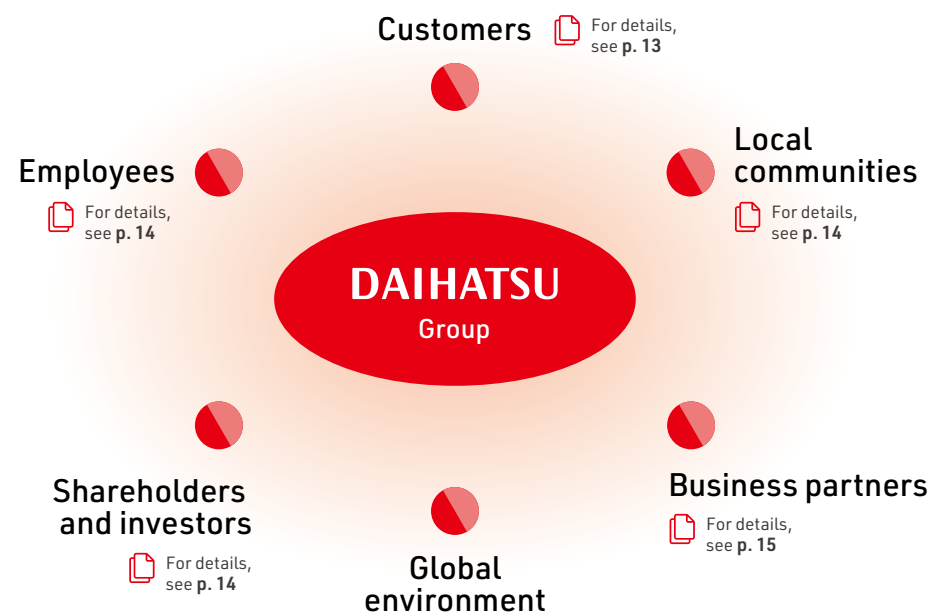 Customers
For details,
see p. 13
Employees
For details,
see p. 14
Local
communities
For details,
see p. 14
DAIHATSU
Group
Shareholders
and investors
For details,
see p. 14
Business partners
For details,
see p. 15
Global
environment